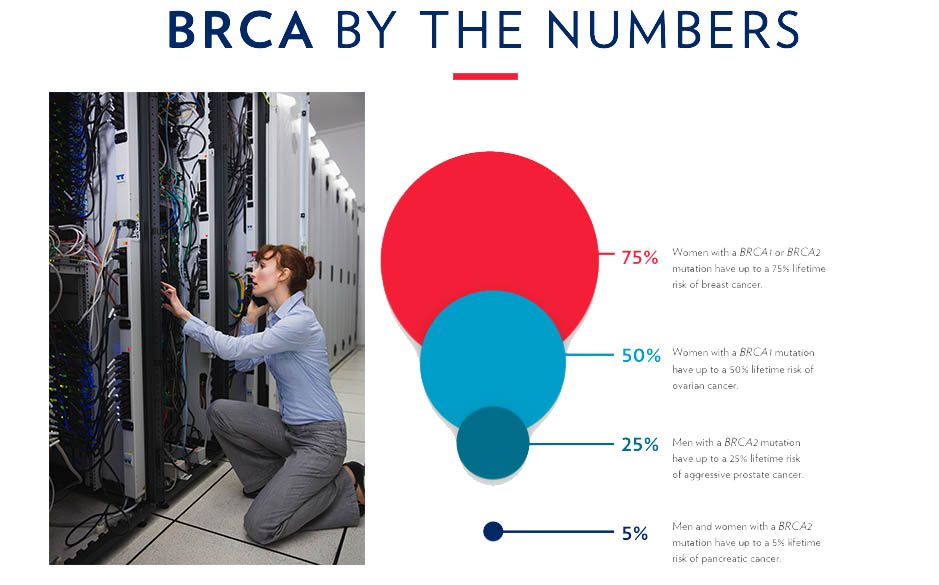 BRCA BY THE NUMBERS
75%
Women with a BRCA1 or BRCA2
mutation have up to a 75% lifetime
risk of breast cancer.
50%
Women with a BRCA1 mutation
have up to a 50% lifetime risk of
ovarian cancer.
25%
Men with a BRCA2 mutation
have up to a 25% lifetime risk
of aggressive prostate cancer.
5%
Men and women with a BRCA2
mutation have up to a 5% lifetime
risk of pancreatic cancer.